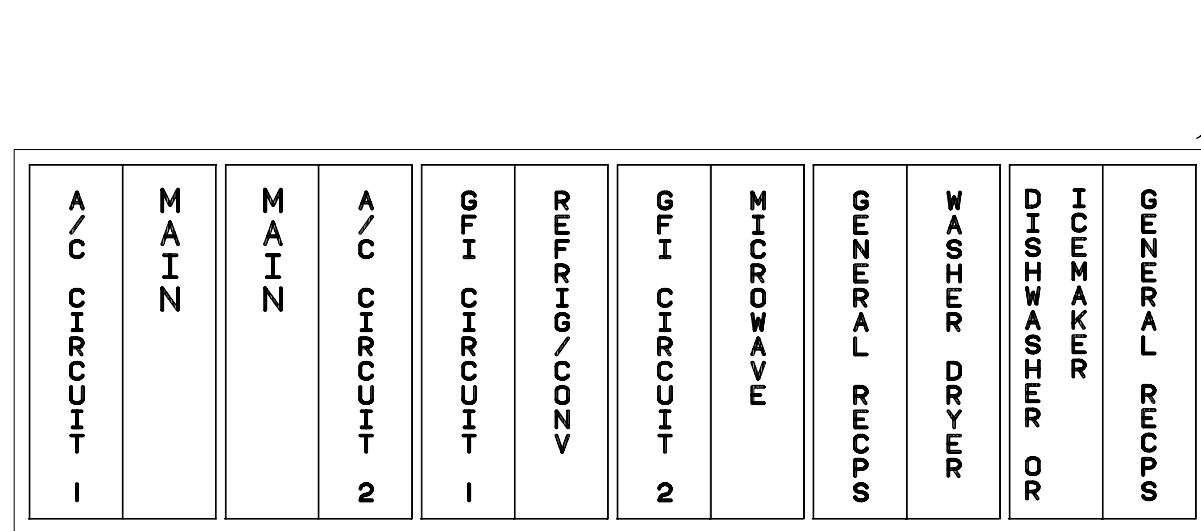 A/C CIRCUIT 1
MAIN
MAIN
A/C CIRCUIT 2
GFI CIRCUIT 1
REFRIG/CONV
GFI CIRCUIT 2
MICROWAVE
GENERAL RECPS
WASHER DRYER
DISHWASHER OR
ICEMAKER
GENERAL RECPS